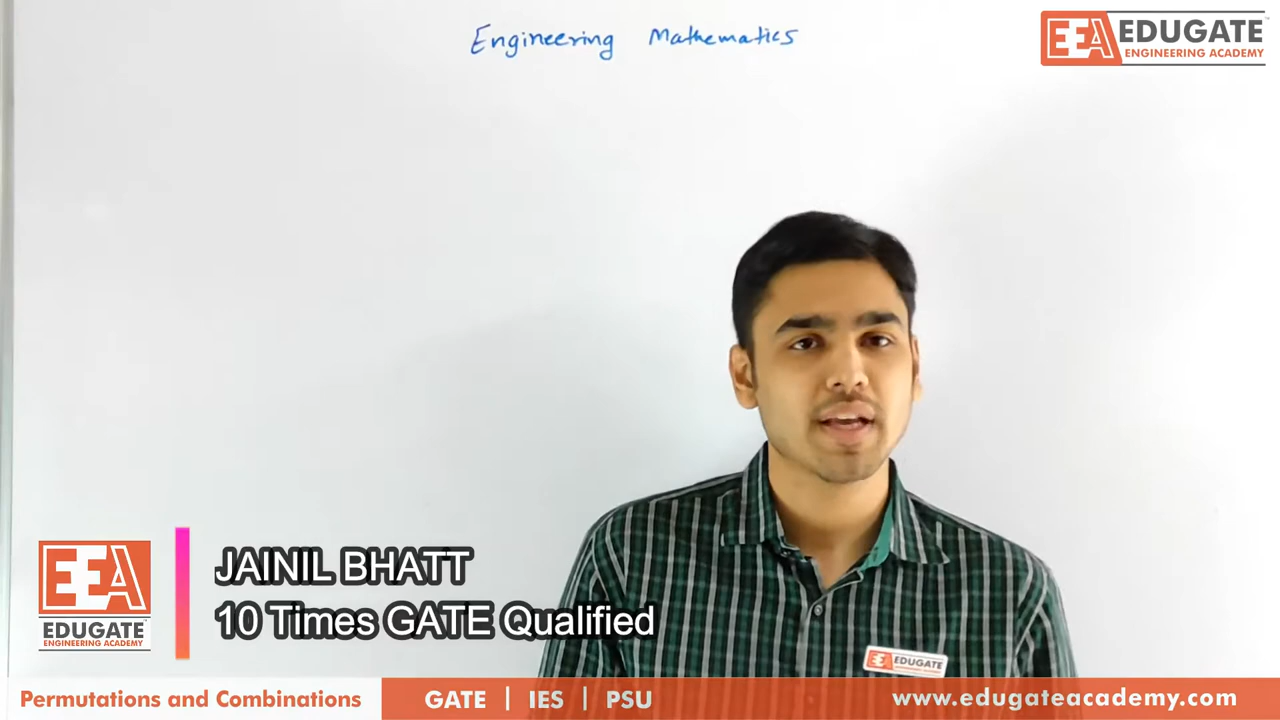 Engineering Mathematics
EEA EDUGATE
ENGINEERING ACADEMY
JAINIL BHATT
10 Times GATE Qualified
EEA
EDUGATE
ENGINEERING ACADEMY
EEA EDUGATE
Permutations and Combinations
GATE | IES | PSU
www.edugateacademy.com